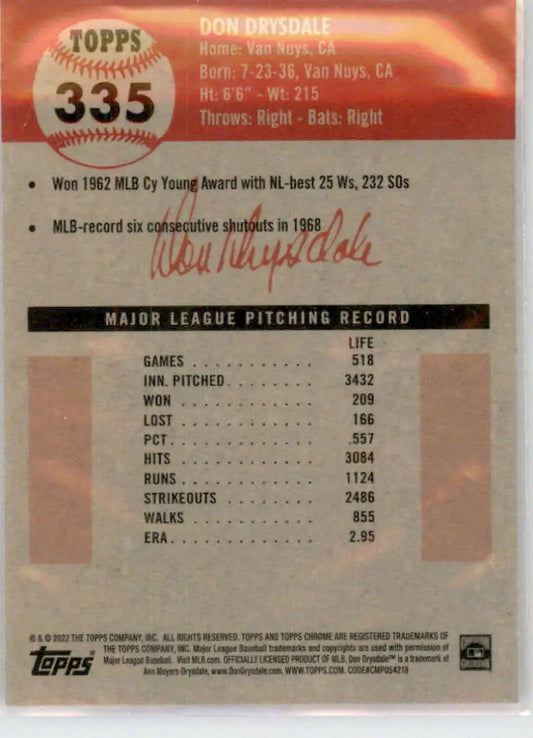 TOPPS
335
DON DRYSDALE
Home: Van Nuys, CA
Born: 7-23-36, Van Nuys, CA
Ht: 6'6" - Wt: 215
Throws: Right - Bats: Right
• Won 1962 MLB Cy Young Award with NL-best 25 Ws, 232 SOs
• MLB-record six consecutive shutouts in 1968
Don Drysdale
MAJOR LEAGUE PITCHING RECORD
LIFE
GAMES . . . . . . . . . . . 518
INN. PITCHED . . . . . . . . 3432
WON . . . . . . . . . . . . 209
LOST . . . . . . . . . . . . 166
PCT. . . . . . . . . . . . . .557
HITS . . . . . . . . . . . . 3084
RUNS . . . . . . . . . . . . 1124
STRIKEOUTS . . . . . . . . 2486
WALKS . . . . . . . . . . . 855
ERA. . . . . . . . . . . . . 2.95
® & © 2022 THE TOPPS COMPANY, INC. ALL RIGHTS RESERVED. TOPPS AND TOPPS CHROME ARE REGISTERED TRADEMARKS OF
THE TOPPS COMPANY, INC. Major League Baseball trademarks and copyrights are used with permission of
Major League Baseball. Visit MLB.com. OFFICIALLY LICENSED PRODUCT OF MLB. Don Drysdale™ is a trademark of
Ann Meyers-Drysdale, www.DonDrysdale.com. WWW.TOPPS.COM. CODE#CMP054219
topps